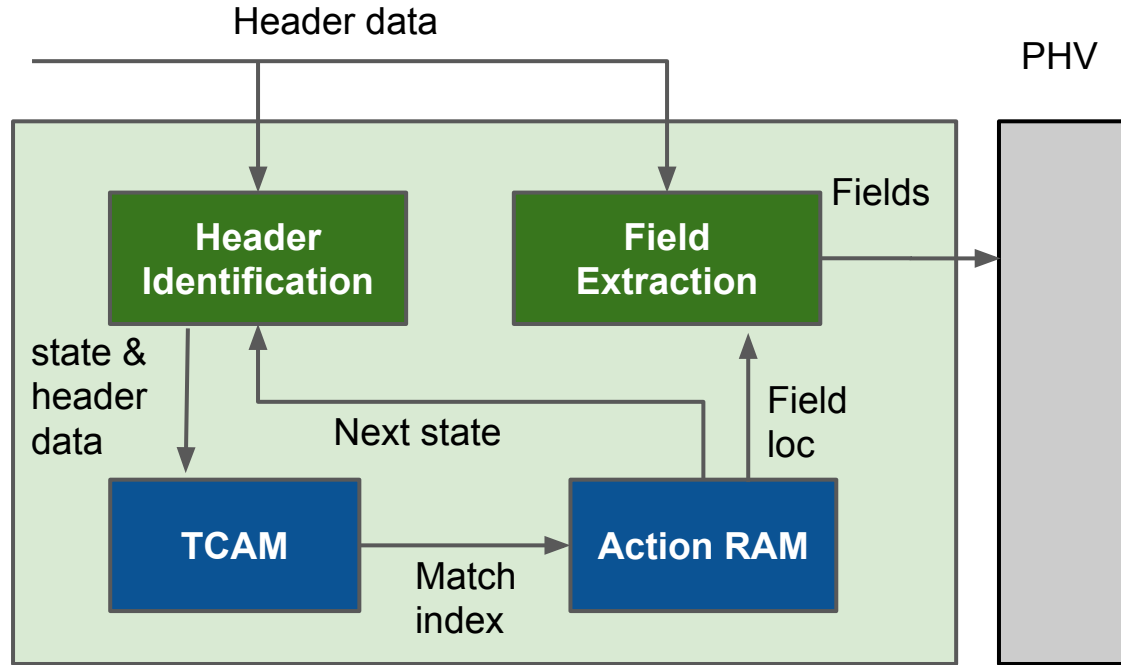 Header data
PHV
Header
Identification
Field
Extraction
Fields
state &
header
data
Next state
Field
loc
TCAM
Action RAM
Match
index